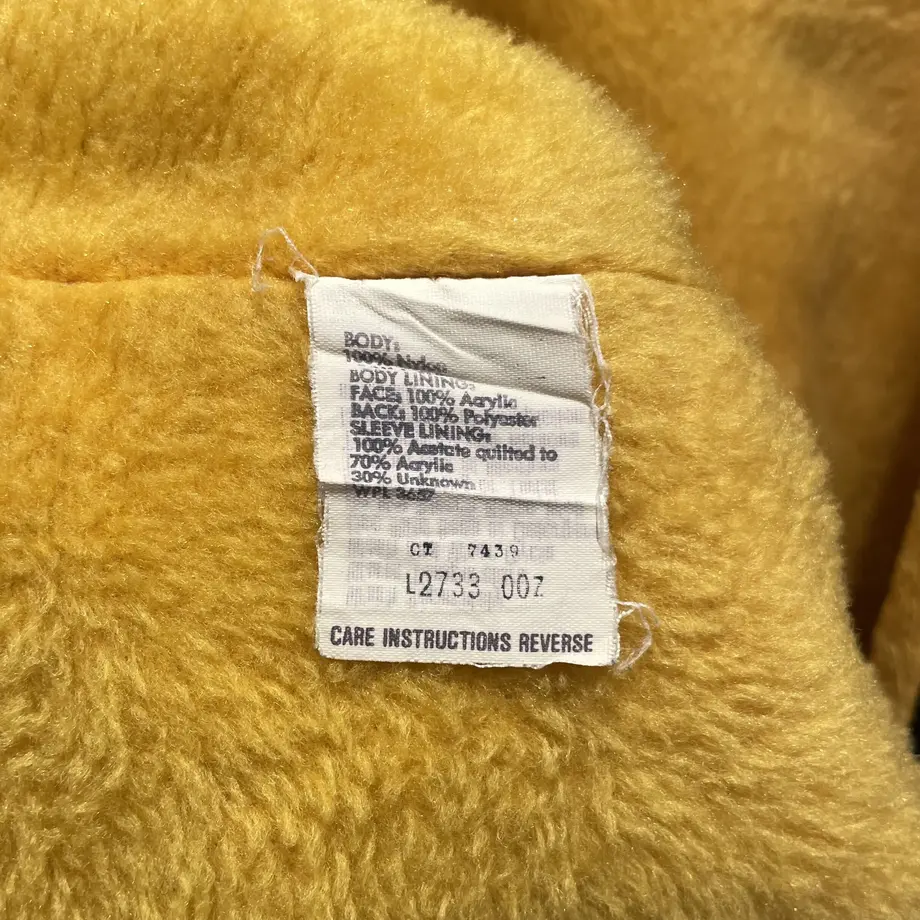 BODY:
100% Nylon
BODY LINING:
FACE: 100% Acrylic
BACK: 100% Polyester
SLEEVE LINING:
100% Acetate quilted to
70% Acrylic
30% Unknown
WPL 3657
CT 7439
L2733 00Z
CARE INSTRUCTIONS REVERSE